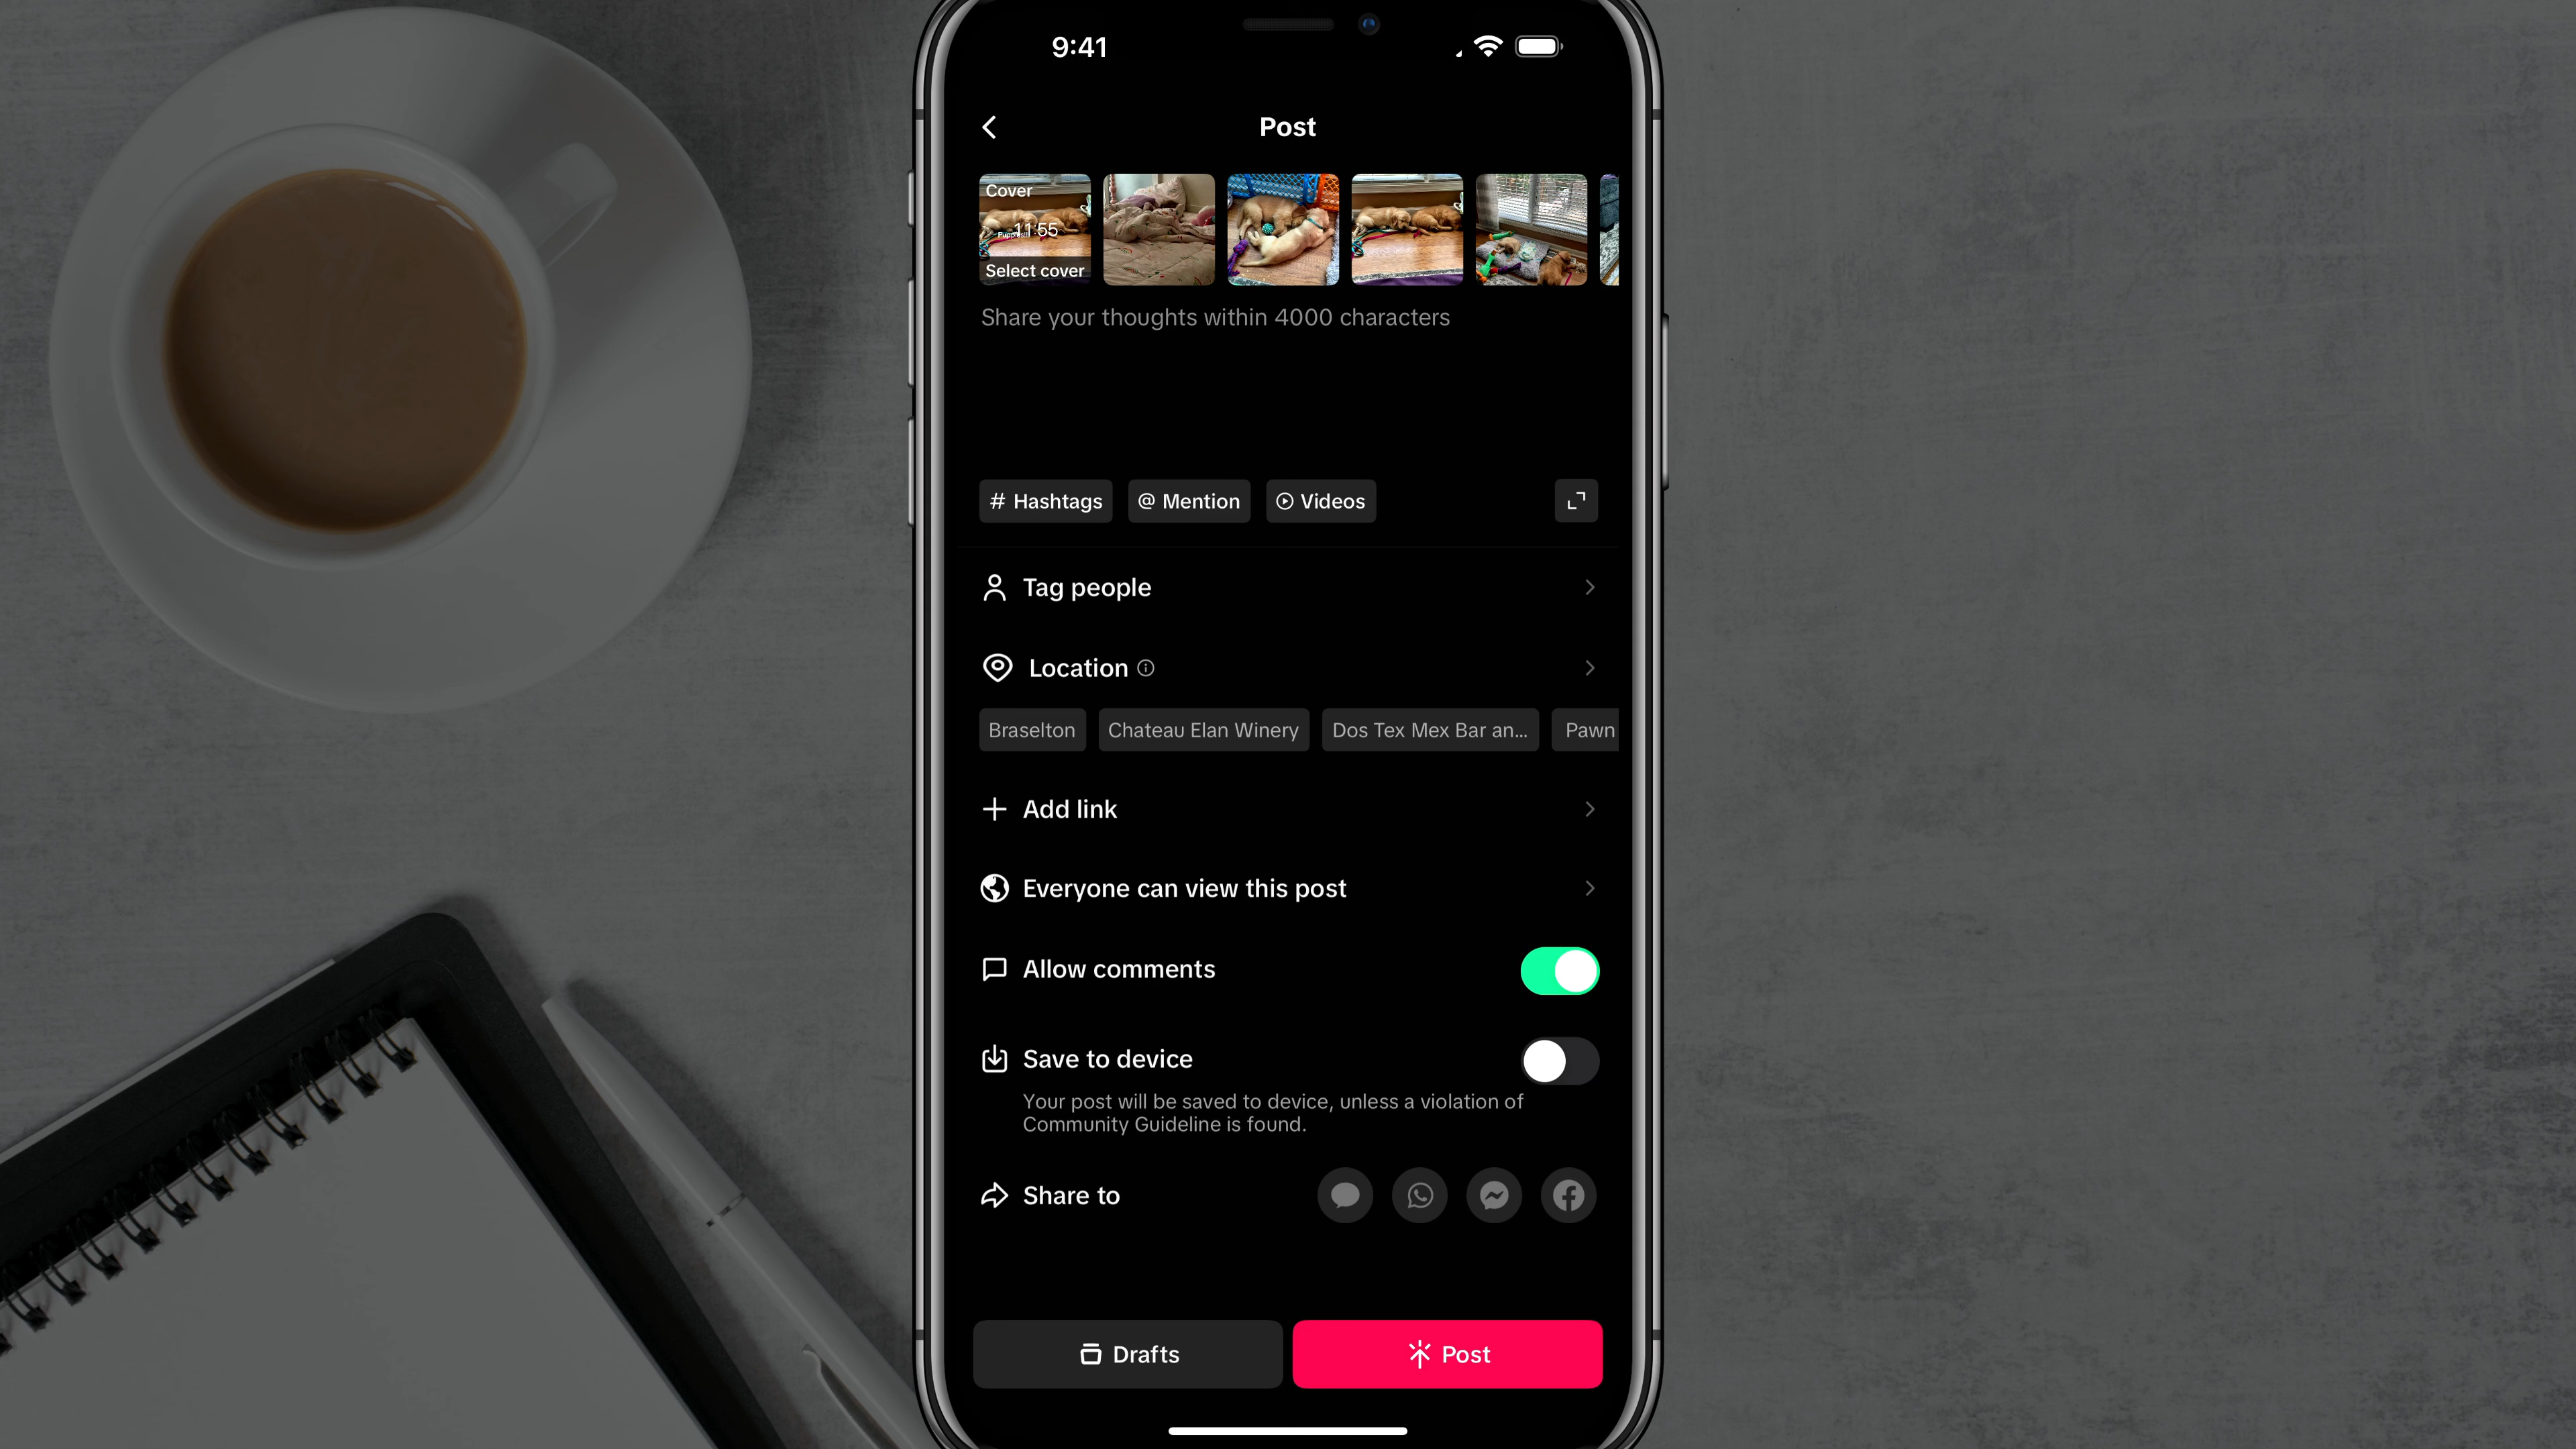 9:41
Post
Cover
11:55
Select cover
Share your thoughts within 4000 characters
# Hashtags
@ Mention
Videos
Tag people
Location
Braselton
Chateau Elan Winery
Dos Tex Mex Bar an...
Pawn
Add link
Everyone can view this post
Allow comments
Save to device
Your post will be saved to device, unless a violation of
Community Guideline is found.
Share to
Drafts
Post